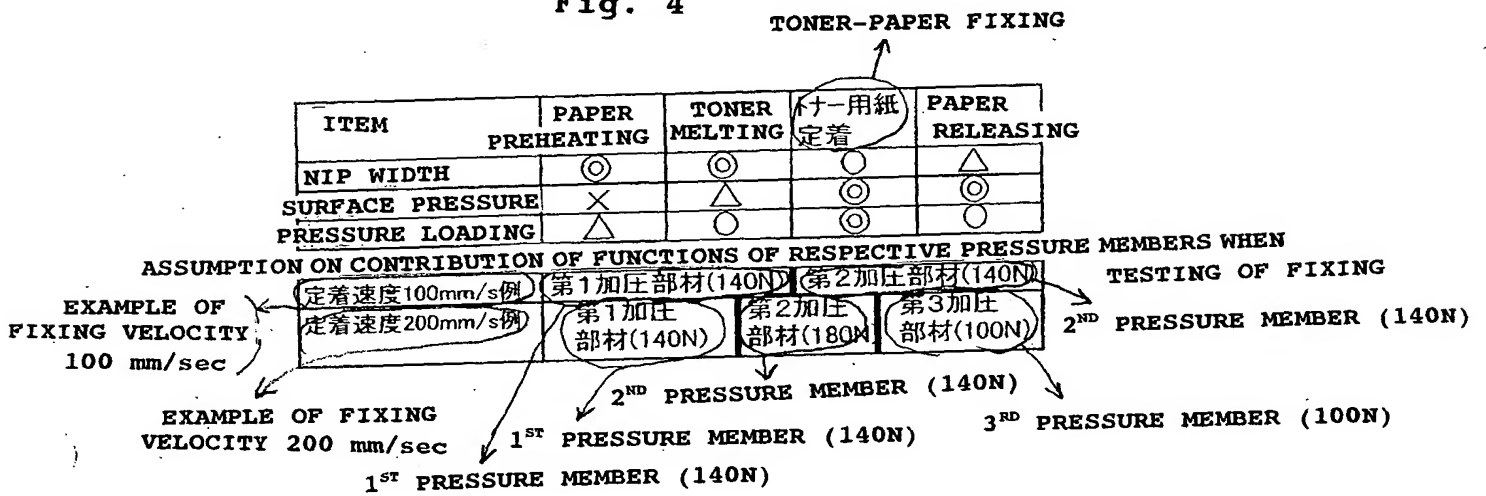 Fig. 4
TONER-PAPER FIXING
ITEM
PAPER PREHEATING
TONER MELTING
トナー用紙
定着
PAPER RELEASING
NIP WIDTH ◎ ◎ ○ △
SURFACE PRESSURE × △ ◎ ◎
PRESSURE LOADING △ ○ ◎ ○
ASSUMPTION ON CONTRIBUTION OF FUNCTIONS OF RESPECTIVE PRESSURE MEMBERS WHEN
TESTING OF FIXING
定着速度100mm/s例 第1加圧部材(140N) 第2加圧部材(140N)
定着速度200mm/s例
第1加圧
部材(140N)
第2加圧
部材(180N)
第3加圧
部材(100N)
EXAMPLE OF
FIXING VELOCITY
100 mm/sec
2ND PRESSURE MEMBER (140N)
EXAMPLE OF FIXING
VELOCITY 200 mm/sec
2ND PRESSURE MEMBER (140N)
1ST PRESSURE MEMBER (140N)
3RD PRESSURE MEMBER (100N)
1ST PRESSURE MEMBER (140N)